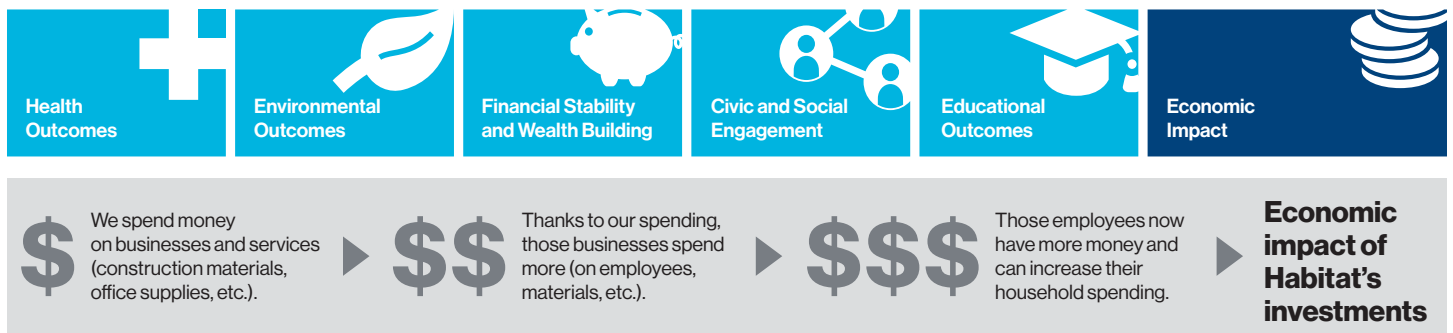 Health
Outcomes
Environmental
Outcomes
Financial Stability
and Wealth Building
Civic and Social
Engagement
Educational
Outcomes
Economic
Impact
$
We spend money
on businesses and services
(construction materials,
office supplies, etc.).
$$
Thanks to our spending,
those businesses spend
more (on employees,
materials, etc.).
$$$
Those employees now
have more money and
can increase their
household spending.
Economic
impact of
Habitat’s
investments